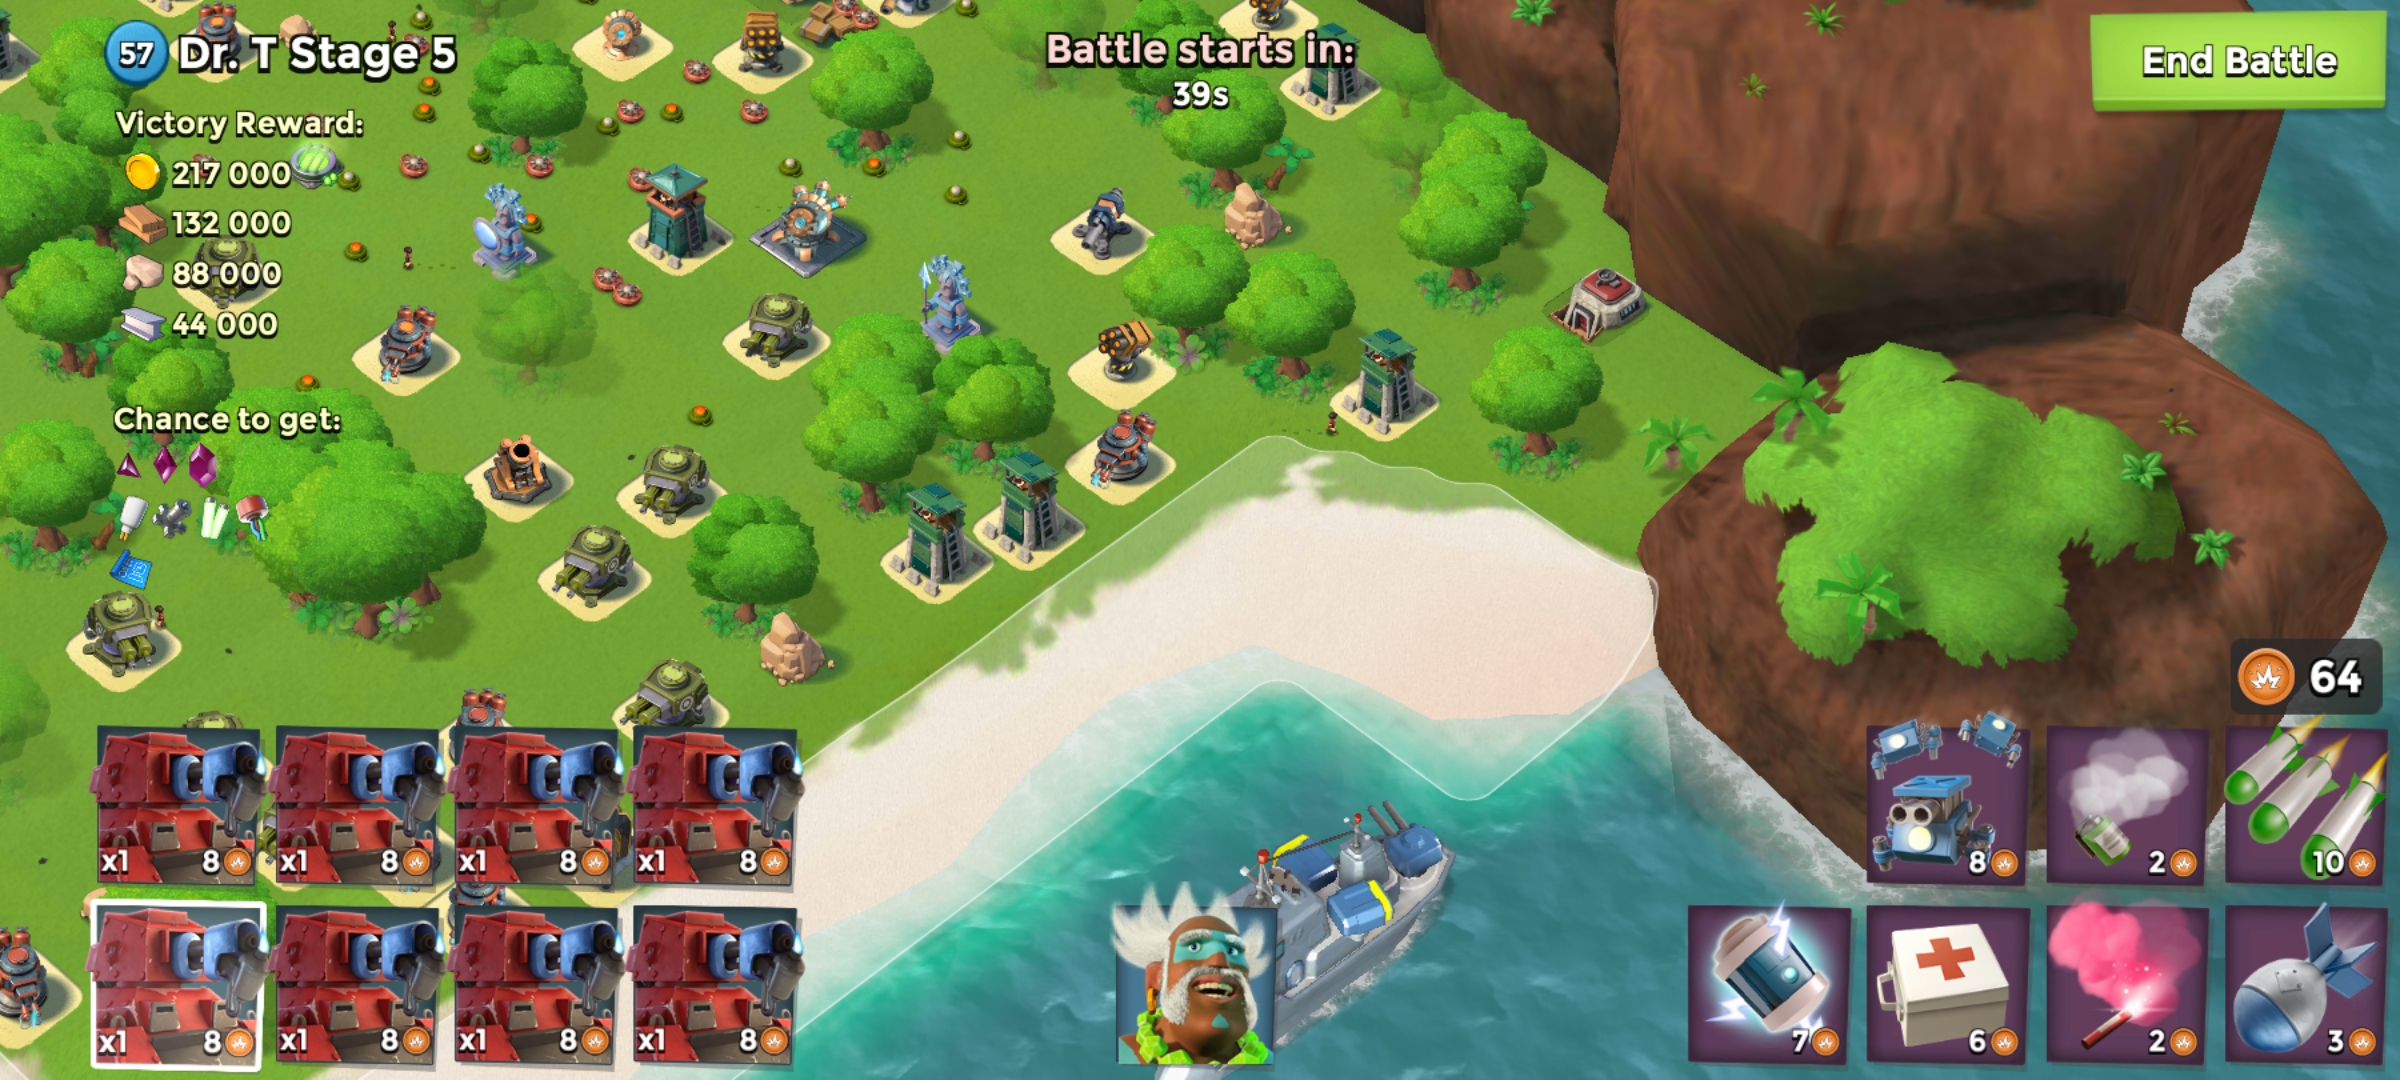 57 Dr. T Stage 5
Battle starts in:
39s
End Battle
Victory Reward:
217 000
132 000
88 000
44 000
Chance to get:
64
x1 8
x1 8
x1 8
x1 8
8
2
10
x1 8
x1 8
x1 8
x1 8
7
6
2
3